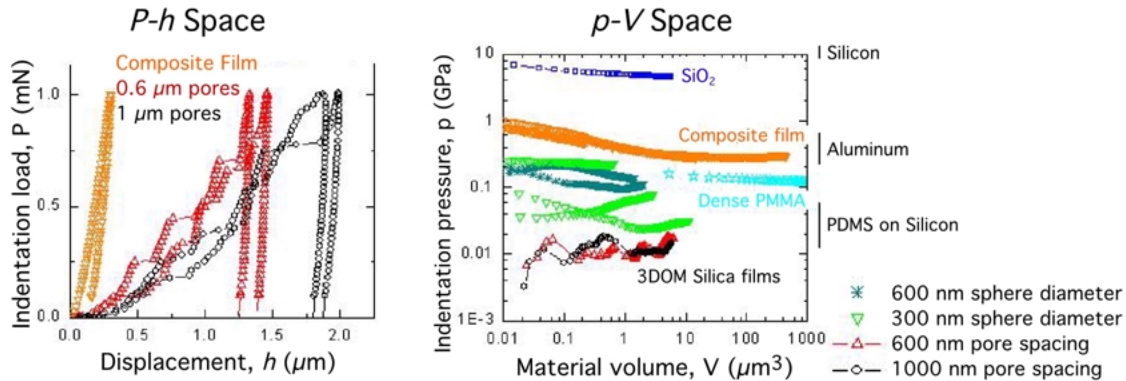 P-h Space
p-V Space
Composite Film
0.6 µm pores
1 µm pores
1.0
0.5
0.0
Indentation load, P (mN)
0.0
0.5
1.0
1.5
2.0
Displacement, h (µm)
10
1
0.1
0.01
1E-3
Indentation pressure, p (GPa)
SiO2
Composite film
Dense PMMA
3DOM Silica films
0.01
0.1
1
10
100
1000
Material volume, V (µm3)
Silicon
Aluminum
PDMS on Silicon
600 nm sphere diameter
300 nm sphere diameter
600 nm pore spacing
1000 nm pore spacing